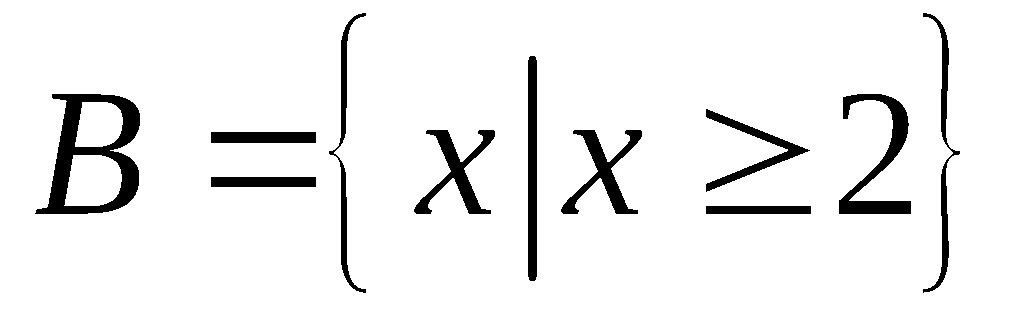 B = { x | x ≥ 2 }